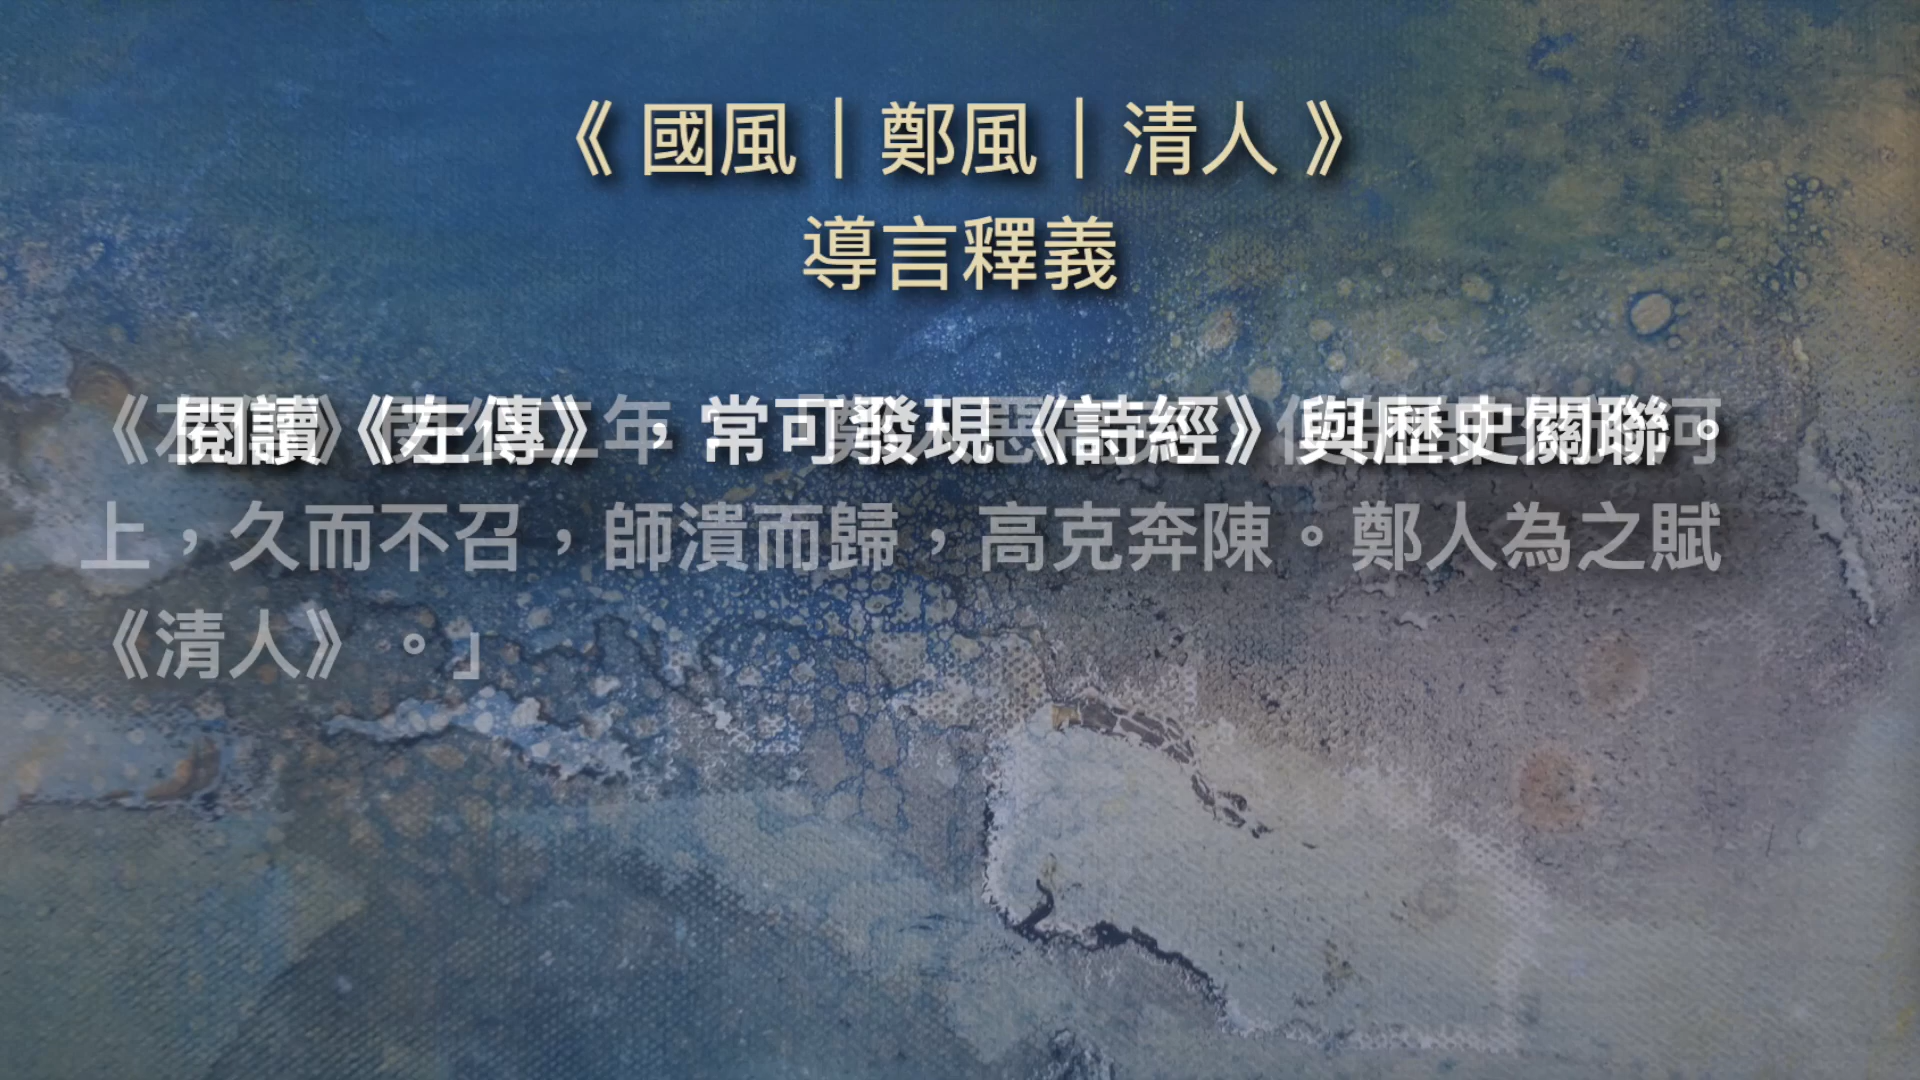 《 國風｜鄭風｜清人 》
導言釋義
閱讀《左傳》，常可發現《詩經》與歷史關聯。
上，久而不召，師潰而歸，高克奔陳。鄭人為之賦
《清人》。」